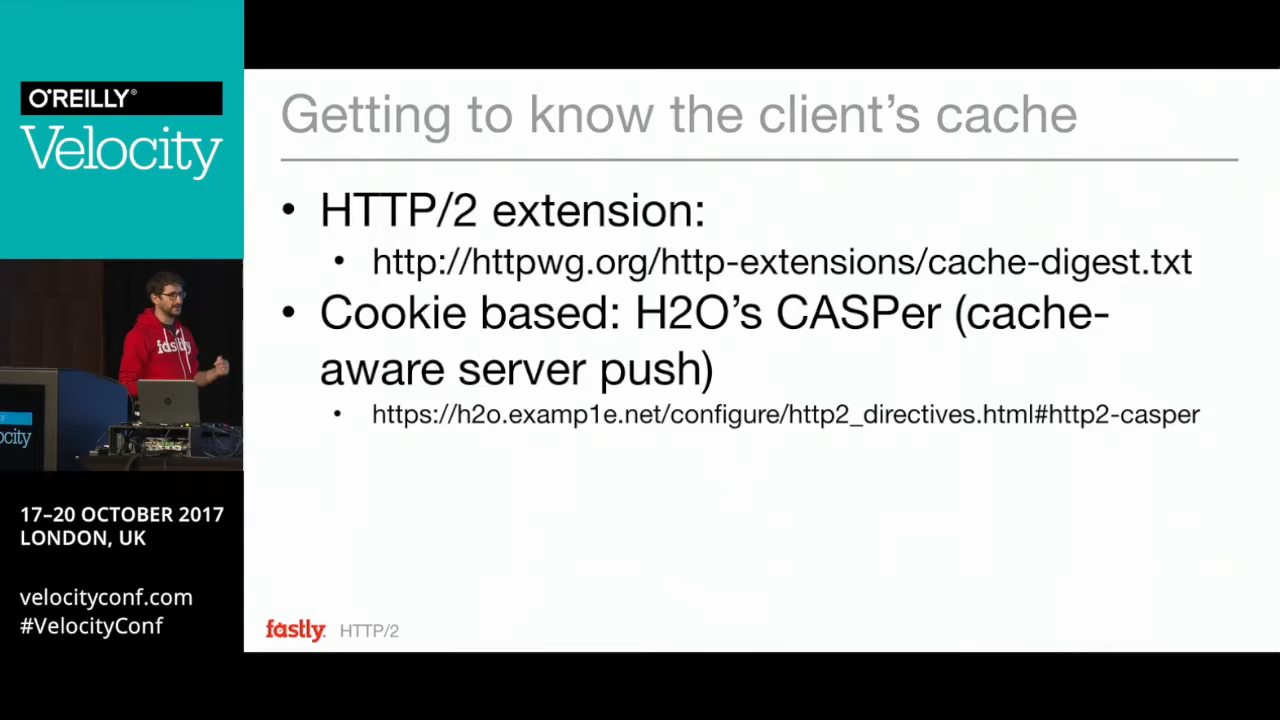 O'REILLY®
Velocity
17–20 OCTOBER 2017
LONDON, UK
velocityconf.com
#VelocityConf
Getting to know the client's cache
• HTTP/2 extension:
• http://httpwg.org/http-extensions/cache-digest.txt
• Cookie based: H2O's CASPer (cache-
aware server push)
• https://h2o.examp1e.net/configure/http2_directives.html#http2-casper
fastly HTTP/2
fastly
ocity